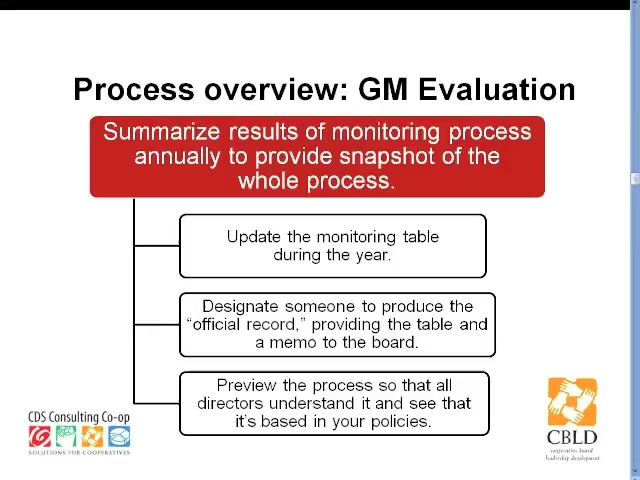 Process overview: GM Evaluation
Summarize results of monitoring process
annually to provide snapshot of the
whole process.
Update the monitoring table
during the year.
Designate someone to produce the
“official record,” providing the table and
a memo to the board.
Preview the process so that all
directors understand it and see that
it’s based in your policies.
CDS Consulting Co-op
SOLUTIONS FOR COOPERATIVES
CBLD
cooperative board
leadership development